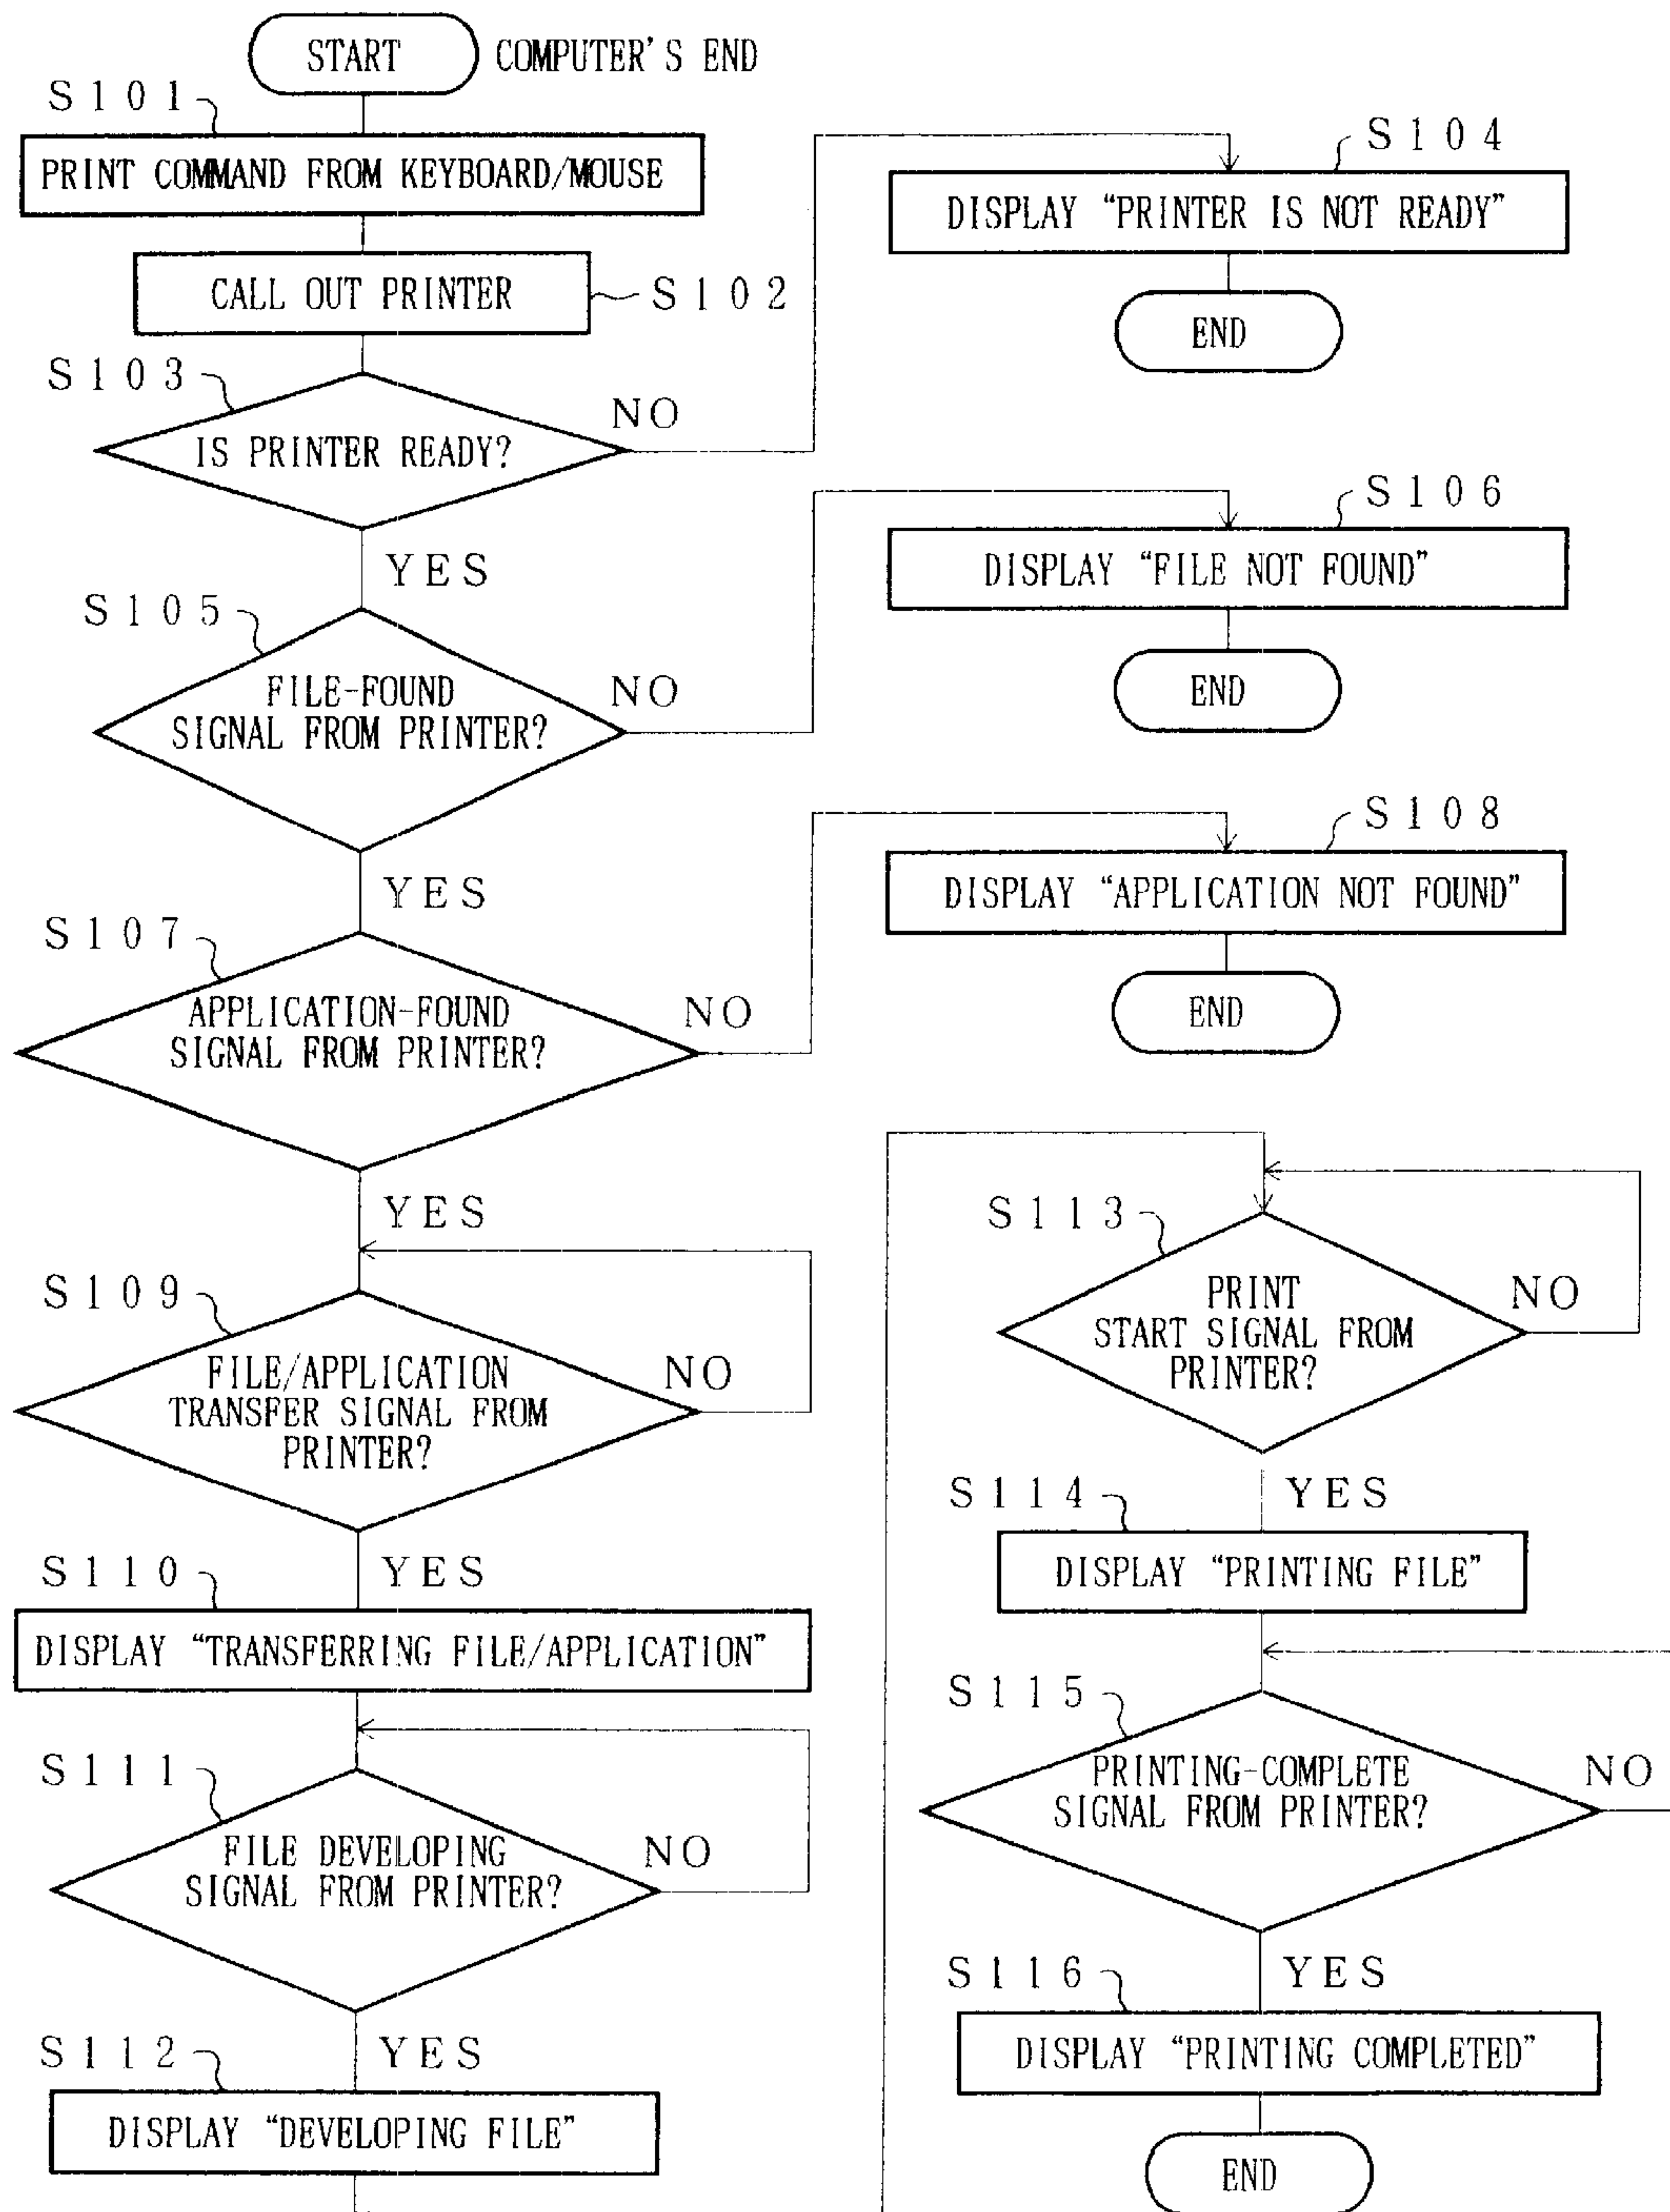 START
COMPUTER'S END
S101
PRINT COMMAND FROM KEYBOARD/MOUSE
CALL OUT PRINTER
S102
S103
IS PRINTER READY?
NO
S104
DISPLAY “PRINTER IS NOT READY”
END
YES
S105
FILE-FOUND
SIGNAL FROM PRINTER?
NO
S106
DISPLAY “FILE NOT FOUND”
END
YES
S107
APPLICATION-FOUND
SIGNAL FROM PRINTER?
NO
S108
DISPLAY “APPLICATION NOT FOUND”
END
YES
S109
FILE/APPLICATION
TRANSFER SIGNAL FROM
PRINTER?
NO
YES
S110
DISPLAY “TRANSFERRING FILE/APPLICATION”
S111
FILE DEVELOPING
SIGNAL FROM PRINTER?
NO
YES
S112
DISPLAY “DEVELOPING FILE”
S113
PRINT
START SIGNAL FROM
PRINTER?
NO
YES
S114
DISPLAY “PRINTING FILE”
S115
PRINTING-COMPLETE
SIGNAL FROM PRINTER?
NO
YES
S116
DISPLAY “PRINTING COMPLETED”
END